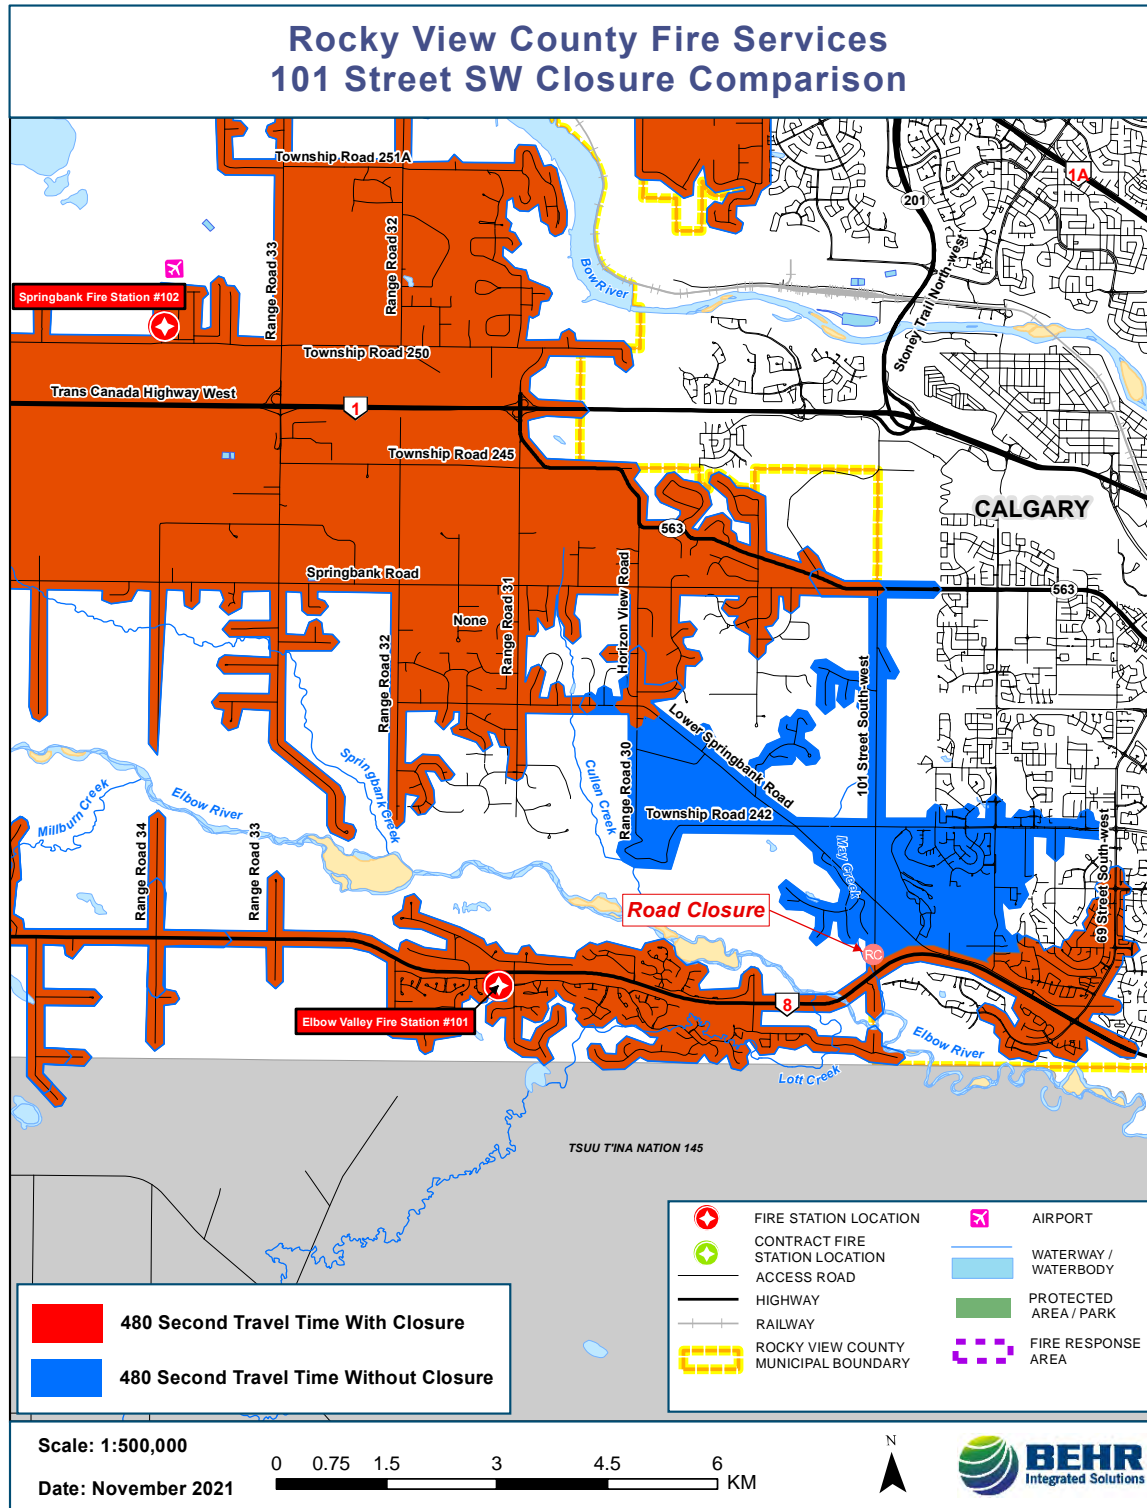 Rocky View County Fire Services
101 Street SW Closure Comparison
Township Road 251A
1A
201
Range Road 33
Range Road 32
Bow River
Stoney Trail North-west
Springbank Fire Station #102
Township Road 250
Trans Canada Highway West
1
Township Road 245
CALGARY
563
Springbank Road
Range Road 31
Horizon View Road
563
None
Range Road 32
101 Street South-west
Lower Springbank Road
Springbank Creek
Cullen Creek
Range Road 30
Millburn Creek
Elbow River
Township Road 242
Range Road 34
Range Road 33
May Creek
69 Street South-west
Road Closure
RC
8
Elbow Valley Fire Station #101
Elbow River
Lott Creek
TSUU T'INA NATION 145
FIRE STATION LOCATION
CONTRACT FIRE
STATION LOCATION
ACCESS ROAD
HIGHWAY
RAILWAY
ROCKY VIEW COUNTY
MUNICIPAL BOUNDARY
AIRPORT
WATERWAY /
WATERBODY
PROTECTED
AREA / PARK
FIRE RESPONSE
AREA
480 Second Travel Time With Closure
480 Second Travel Time Without Closure
Scale: 1:500,000
Date: November 2021
0 0.75 1.5 3 4.5 6 KM
N
BEHR
Integrated Solutions